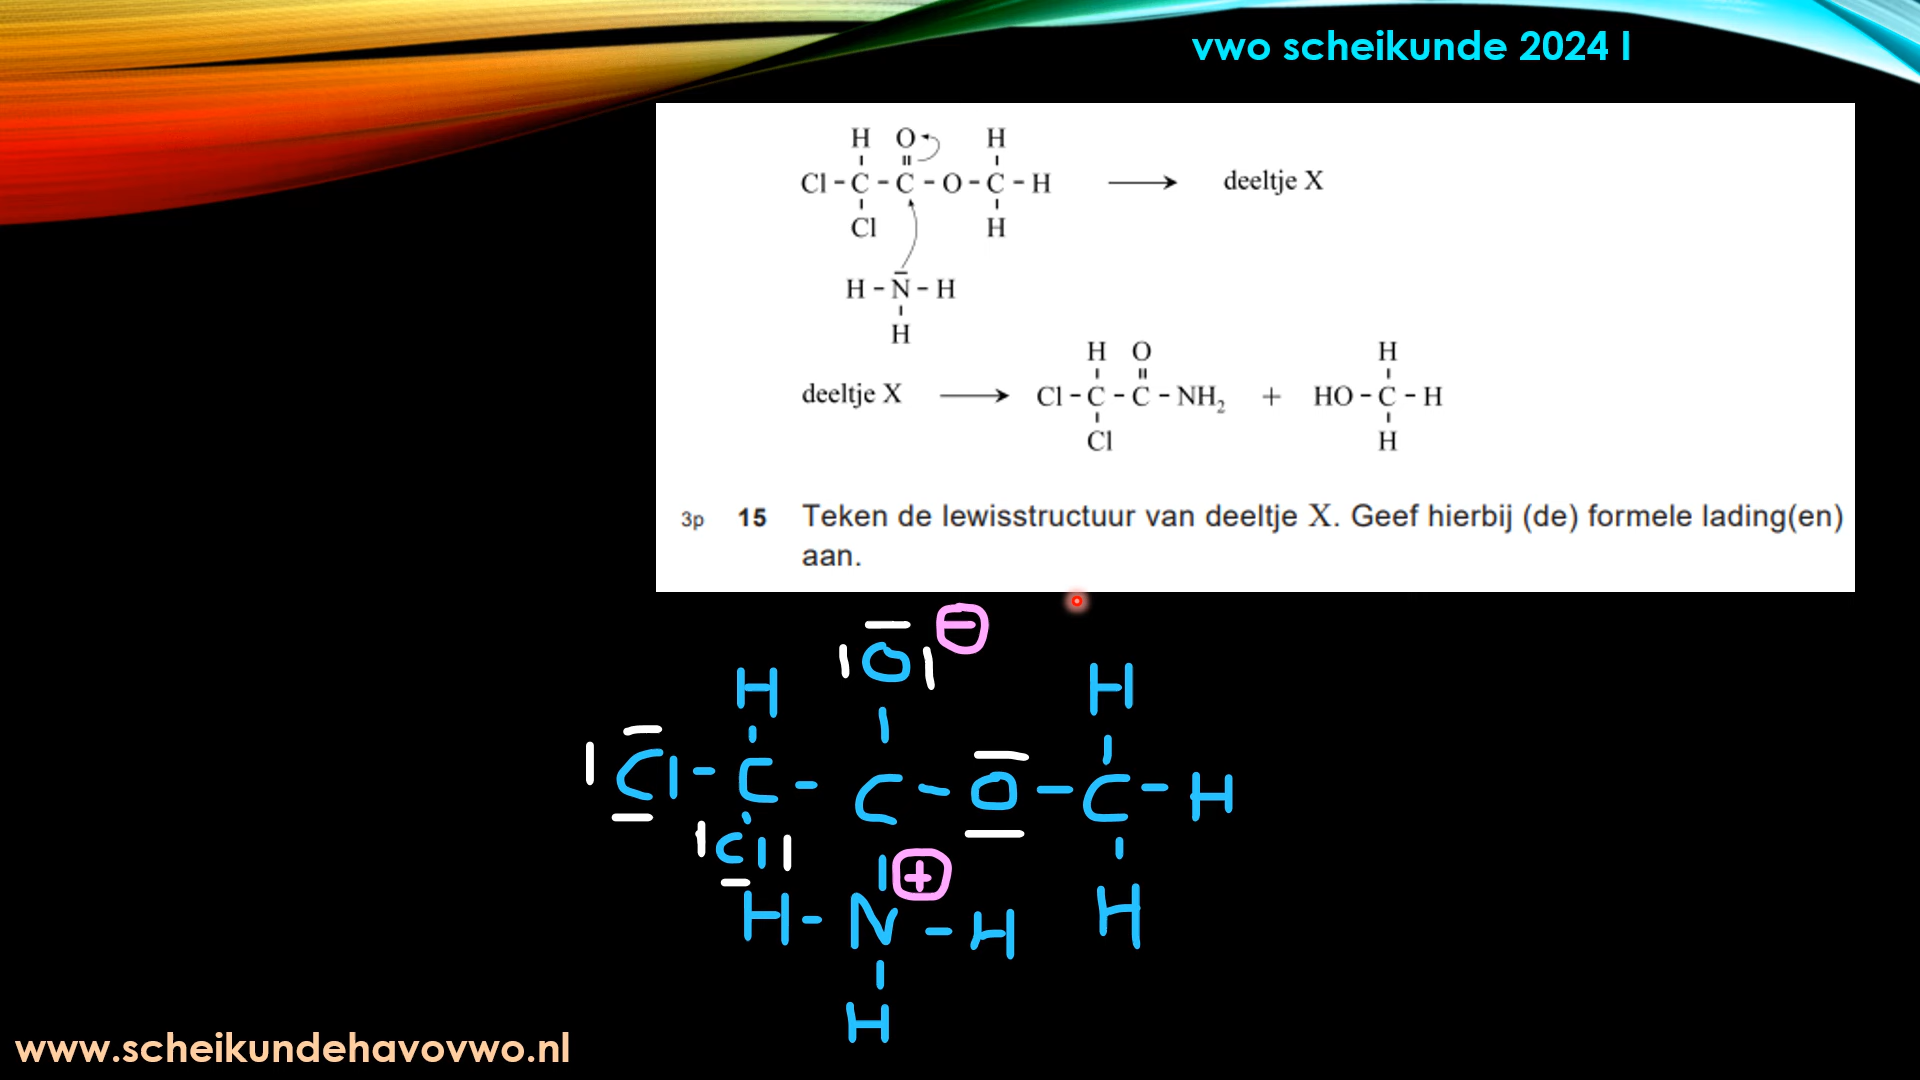 vwo scheikunde 2024 I
H O H
Cl - C - C - O - C - H
deeltje X
Cl H
H - N - H
H
H O H
deeltje X
Cl - C - C - NH₂ + HO - C - H
Cl H
3p 15 Teken de lewisstructuur van deeltje X. Geef hierbij (de) formele lading(en)
aan.
O ⊖
H H
Cl - C - C - O - C - H
Cl ⊕
H - N - H H
H
www.scheikundehavovwo.nl